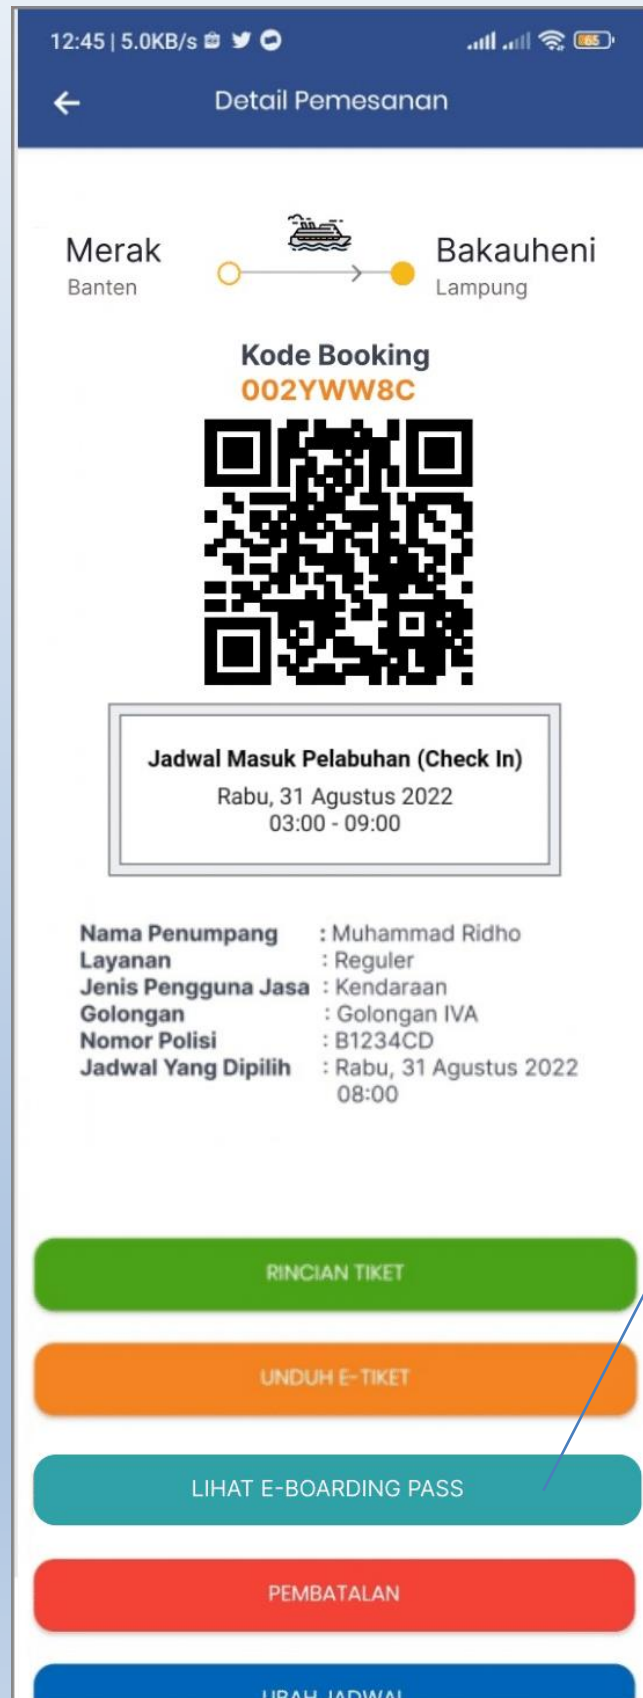 12:45 | 5.0KB/s
65
Detail Pemesanan
Merak
Banten
Bakauheni
Lampung
Kode Booking
002YWW8C
Jadwal Masuk Pelabuhan (Check In)
Rabu, 31 Agustus 2022
03:00 - 09:00
Nama Penumpang : Muhammad Ridho
Layanan : Reguler
Jenis Pengguna Jasa : Kendaraan
Golongan : Golongan IVA
Nomor Polisi : B1234CD
Jadwal Yang Dipilih : Rabu, 31 Agustus 2022
08:00
RINCIAN TIKET
UNDUH E-TIKET
LIHAT E-BOARDING PASS
PEMBATALAN
UBAH JADWAL